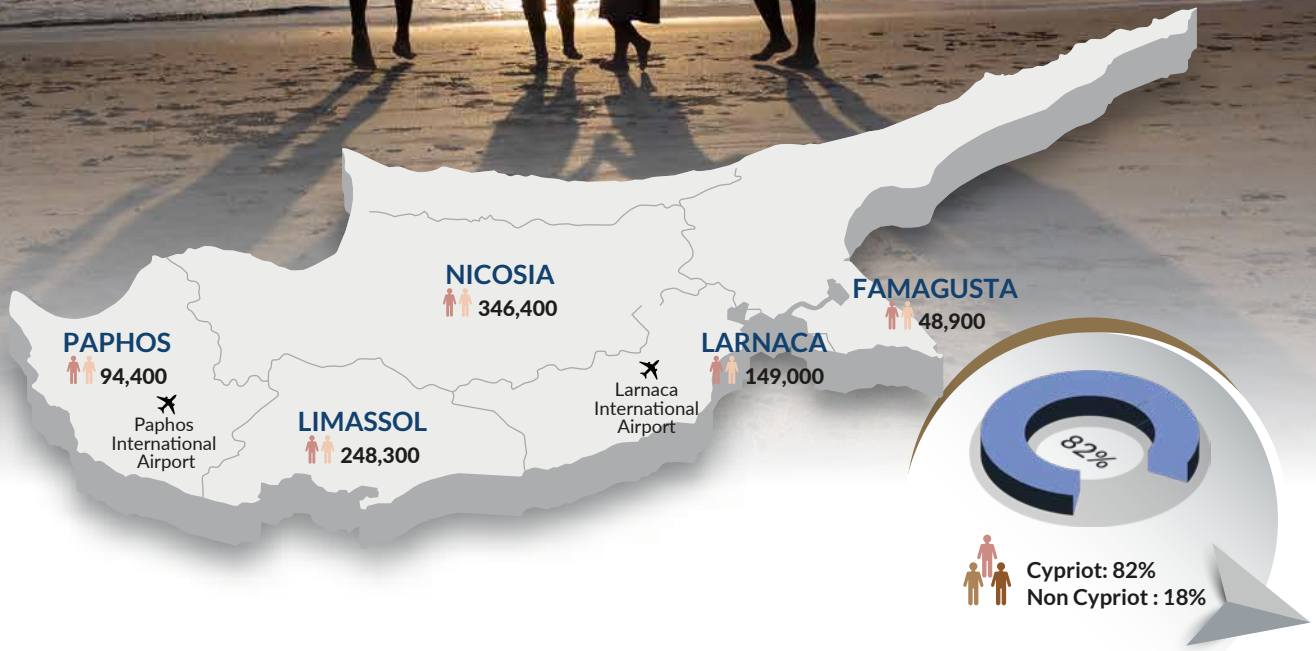 NICOSIA
346,400
FAMAGUSTA
48,900
PAPHOS
94,400
LARNACA
149,000
Paphos
International
Airport
Larnaca
International
Airport
LIMASSOL
248,300
82%
Cypriot: 82%
Non Cypriot : 18%